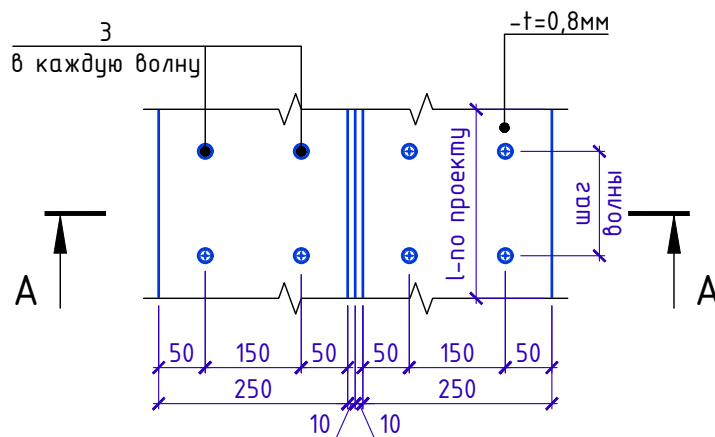 3
в каждую волну
-t=0,8мм
l-по проекту
шаг
волны
А
А
50
150
50
50
150
50
250
250
10
10